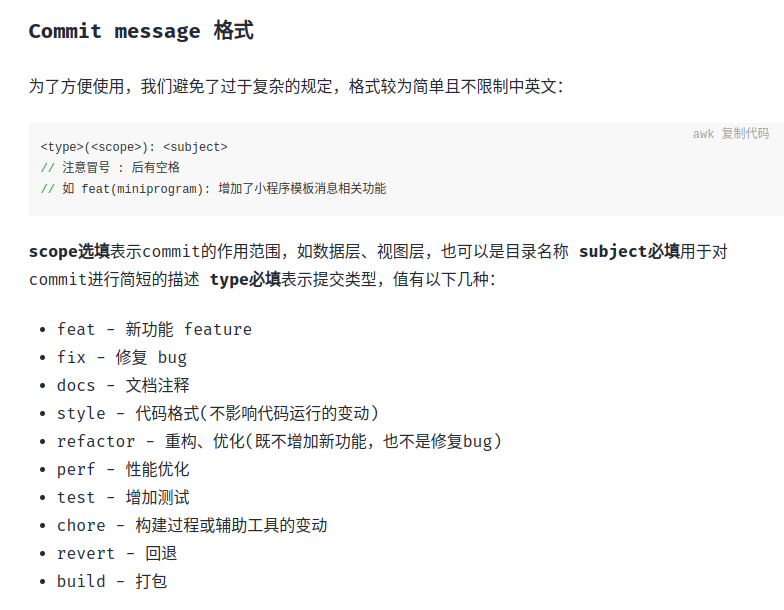 Commit message 格式
为了方便使用，我们避免了过于复杂的规定，格式较为简单且不限制中英文：
awk 复制代码
<type>(<scope>): <subject>
// 注意冒号 : 后有空格
// 如 feat(miniprogram): 增加了小程序模板消息相关功能
scope选填表示commit的作用范围，如数据层、视图层，也可以是目录名称 subject必填用于对
commit进行简短的描述 type必填表示提交类型，值有以下几种：
• feat - 新功能 feature
• fix - 修复 bug
• docs - 文档注释
• style - 代码格式(不影响代码运行的变动)
• refactor - 重构、优化(既不增加新功能，也不是修复bug)
• perf - 性能优化
• test - 增加测试
• chore - 构建过程或辅助工具的变动
• revert - 回退
• build - 打包